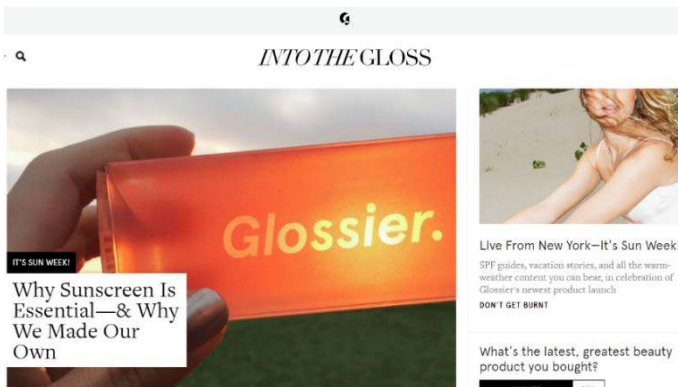 INTO THE GLOSS
Glossier.
IT'S SUN WEEK!
Why Sunscreen Is
Essential—& Why
We Made Our
Own
Live From New York—It's Sun Week
SPF guides, vacation stories, and all the warm-
weather content you can bear, in celebration of
Glossier's newest product launch
DON'T GET BURNT
What's the latest, greatest beauty
product you bought?